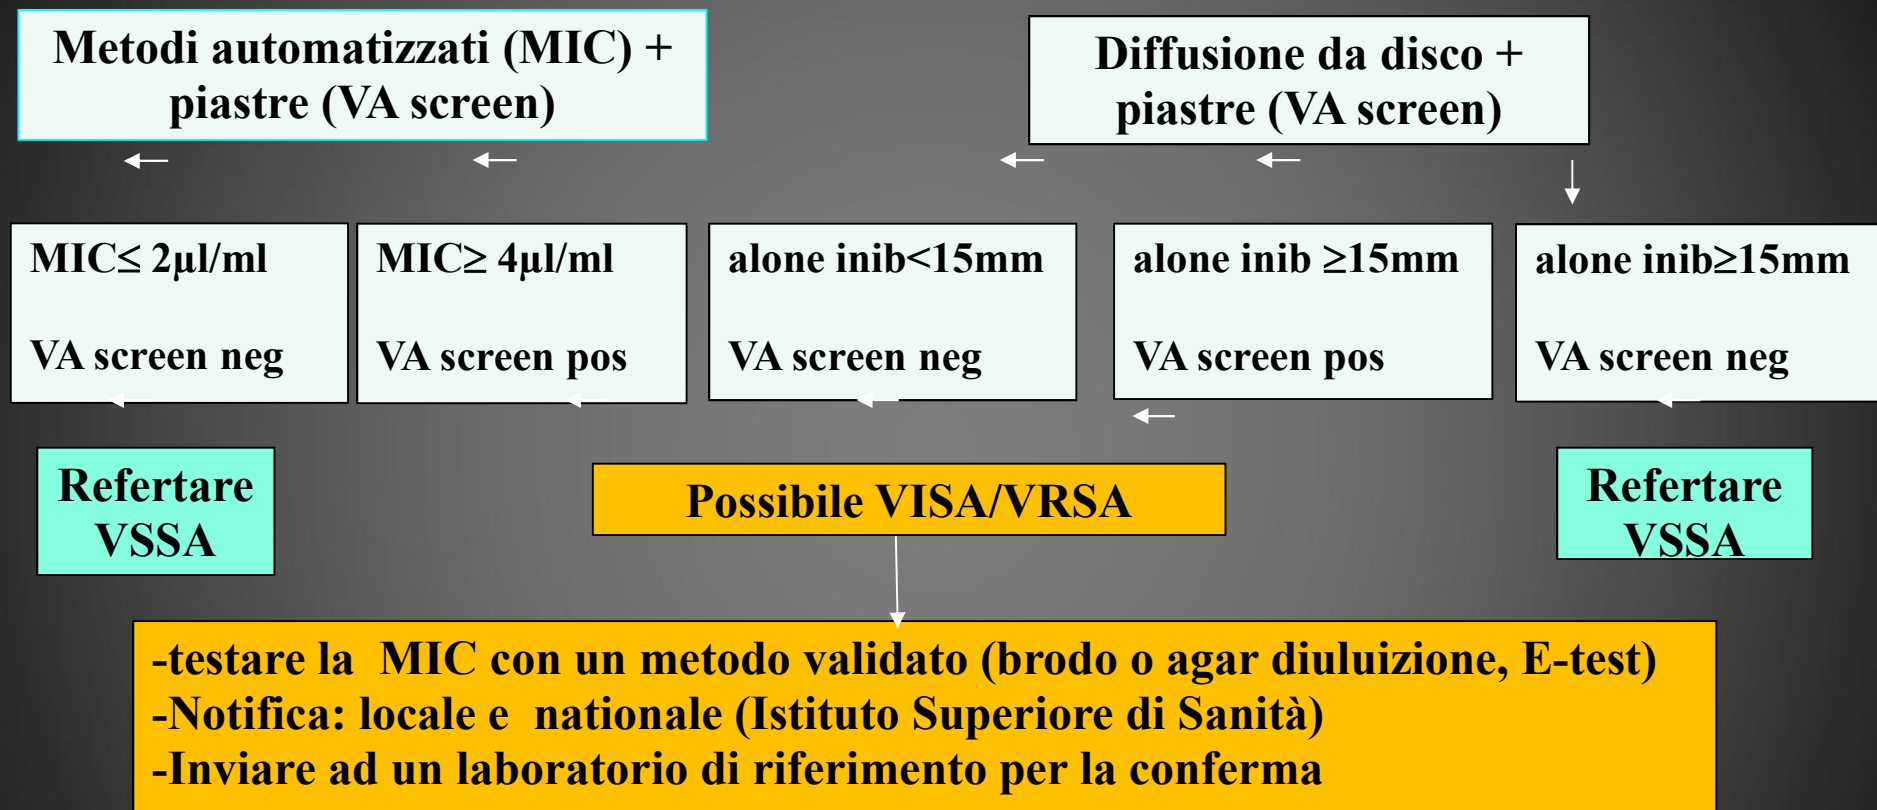 Metodi automatizzati (MIC) +
piastre (VA screen)
Diffusione da disco +
piastre (VA screen)
MIC≤ 2µl/ml
VA screen neg
MIC≥ 4µl/ml
VA screen pos
alone inib<15mm
VA screen neg
alone inib ≥15mm
VA screen pos
alone inib≥15mm
VA screen neg
Refertare
VSSA
Possibile VISA/VRSA
Refertare
VSSA
-testare la MIC con un metodo validato (brodo o agar diuluizione, E-test)
-Notifica: locale e nationale (Istituto Superiore di Sanità)
-Inviare ad un laboratorio di riferimento per la conferma